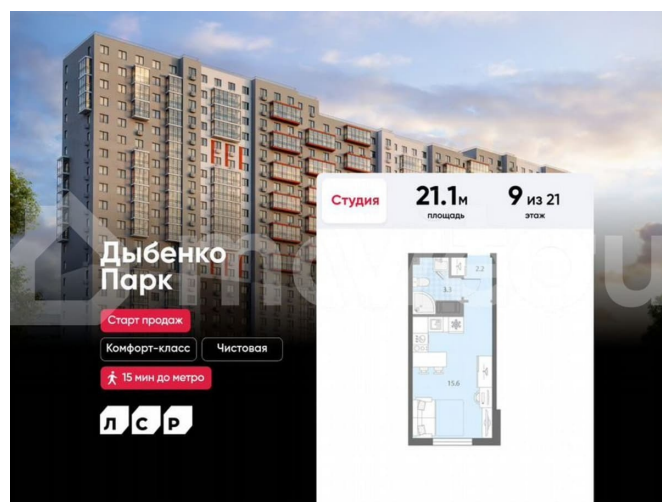 Студия
21.1м
площадь
9 из 21
этаж
Дыбенко
Парк
Старт продаж
Комфорт-класс
Чистовая
15 мин до метро
ЛСР
2.2
3.3
15.6